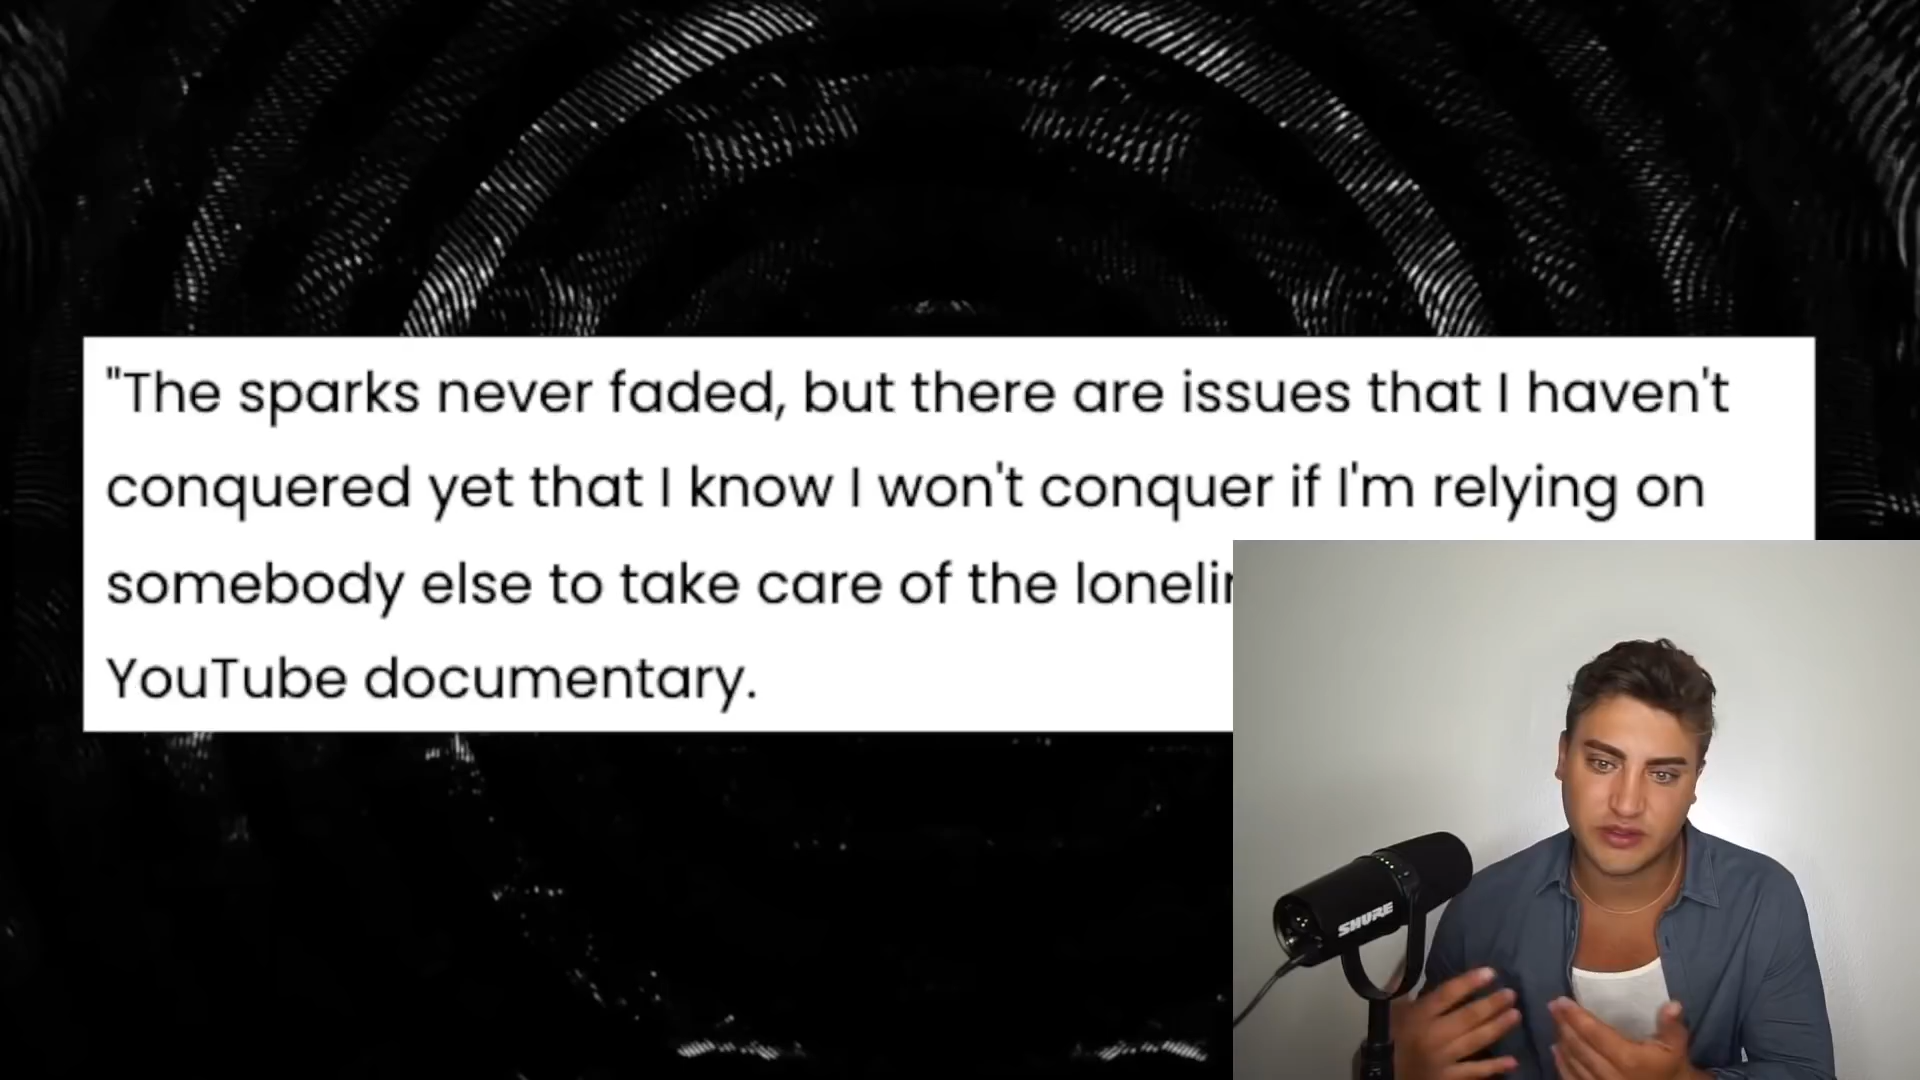 "The sparks never faded, but there are issues that I haven't
conquered yet that I know I won't conquer if I'm relying on
somebody else to take care of the
YouTube documentary.
SHURE